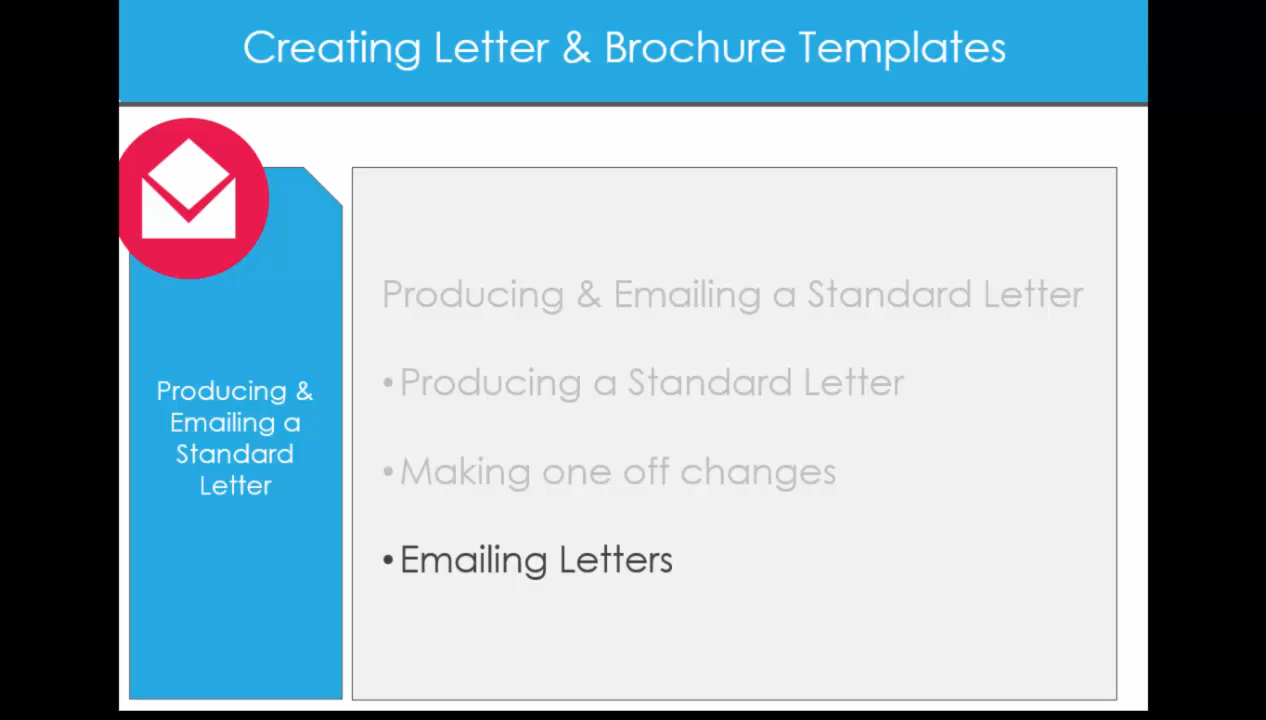 Creating Letter & Brochure Templates
Producing &
Emailing a
Standard
Letter
Producing & Emailing a Standard Letter
•Producing a Standard Letter
•Making one off changes
•Emailing Letters